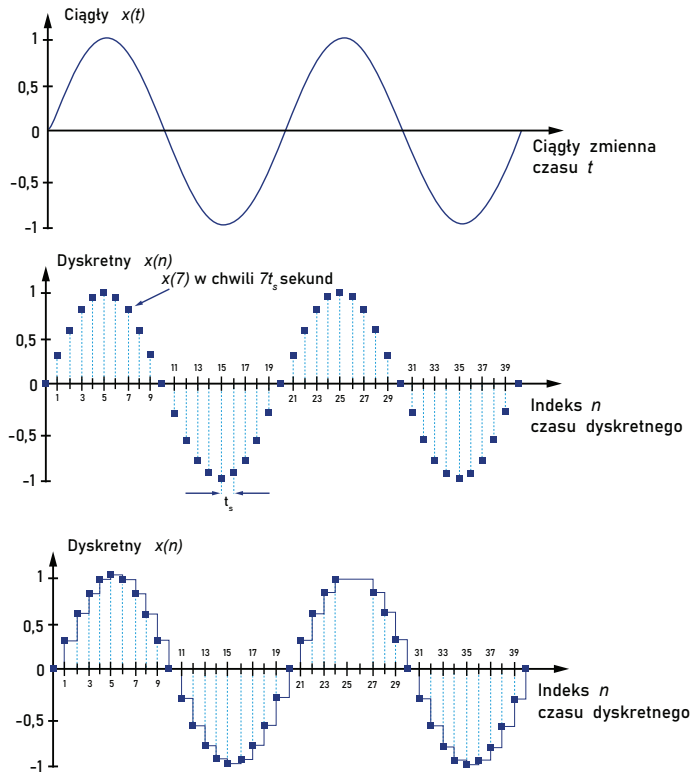 Ciągły x(t)
1
0,5
0
-0,5
-1
Ciągły zmienna
czasu t
Dyskretny x(n)
x(7) w chwili 7ts sekund
1
0,5
0
-0,5
-1
11 13 15 17 19 31 33 35 37 39
1 3 5 7 9 21 23 25 27 29
ts
Indeks n
czasu dyskretnego
Dyskretny x(n)
1
0,5
0
-0,5
-1
11 13 15 17 19 31 33 35 37 39
1 3 5 7 9 21 23 25 27 29
Indeks n
czasu dyskretnego